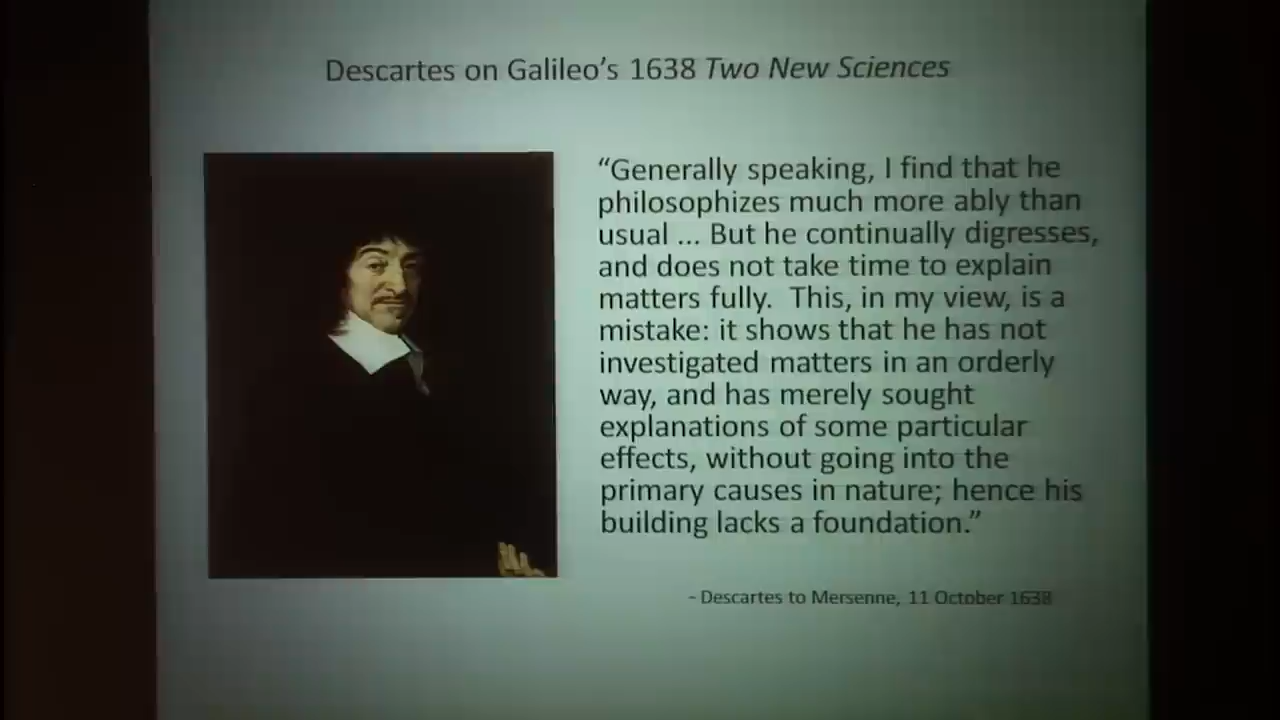 Descartes on Galileo's 1638 Two New Sciences
“Generally speaking, I find that he
philosophizes much more ably than
usual ... But he continually digresses,
and does not take time to explain
matters fully.  This, in my view, is a
mistake: it shows that he has not
investigated matters in an orderly
way, and has merely sought
explanations of some particular
effects, without going into the
primary causes in nature; hence his
building lacks a foundation.”
- Descartes to Mersenne, 11 October 1638